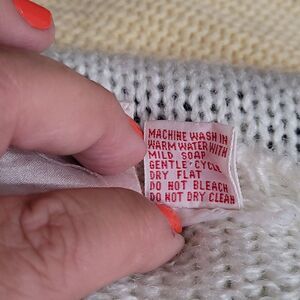 MACHINE WASH IN
WARM WATER WITH
MILD SOAP
GENTLE · CYCLE
DRY FLAT
DO NOT BLEACH
DO NOT DRY CLEAN